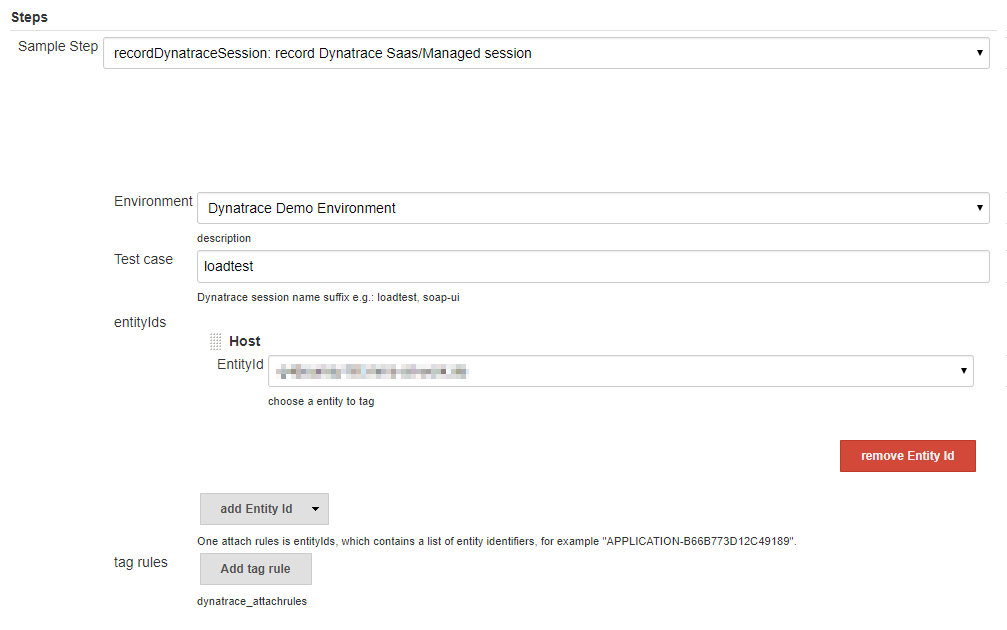 Steps
Sample Step
recordDynatraceSession: record Dynatrace Saas/Managed session
Environment
Dynatrace Demo Environment
description
Test case
loadtest
Dynatrace session name suffix e.g.: loadtest, soap-ui
entityIds
Host
EntityId
choose a entity to tag
remove Entity Id
add Entity Id
One attach rules is entityIds, which contains a list of entity identifiers, for example "APPLICATION-B66B773D12C49189".
tag rules
Add tag rule
dynatrace_attachrules